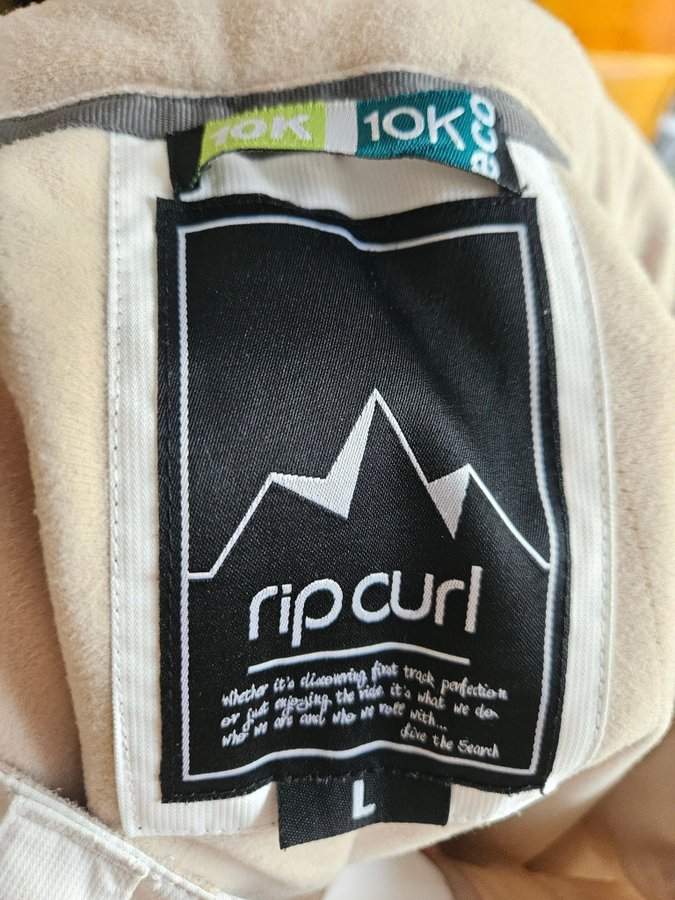 10K 10K eco
rip curl
Whether it's discovering first track perfection
or just enjoying the ride it's what we do
who we are and who we roll with...
Live the Search
L